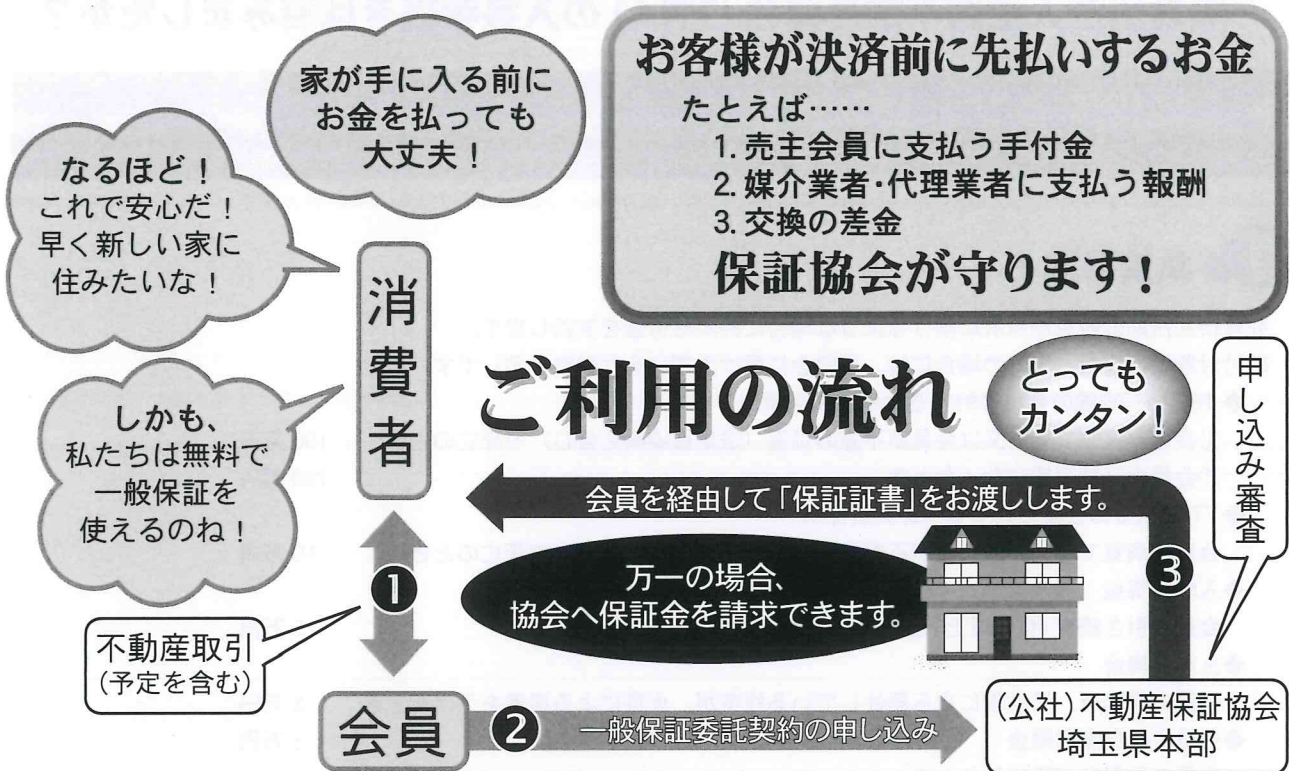 お客様が決済前に先払いするお金
たとえば……
1. 売主会員に支払う手付金
2. 媒介業者・代理業者に支払う報酬
3. 交換の差金
保証協会が守ります！
家が手に入る前に
お金を払っても
大丈夫！
なるほど！
これで安心だ！
早く新しい家に
住みたいな！
しかも、
私たちは無料で
一般保証を
使えるのね！
消費者
ご利用の流れ
とっても
カンタン！
申し込み審査
会員を経由して「保証証書」をお渡しします。
万一の場合、
協会へ保証金を請求できます。
❶
❸
不動産取引
(予定を含む)
会員
❷
一般保証委託契約の申し込み
(公社)不動産保証協会
埼玉県本部